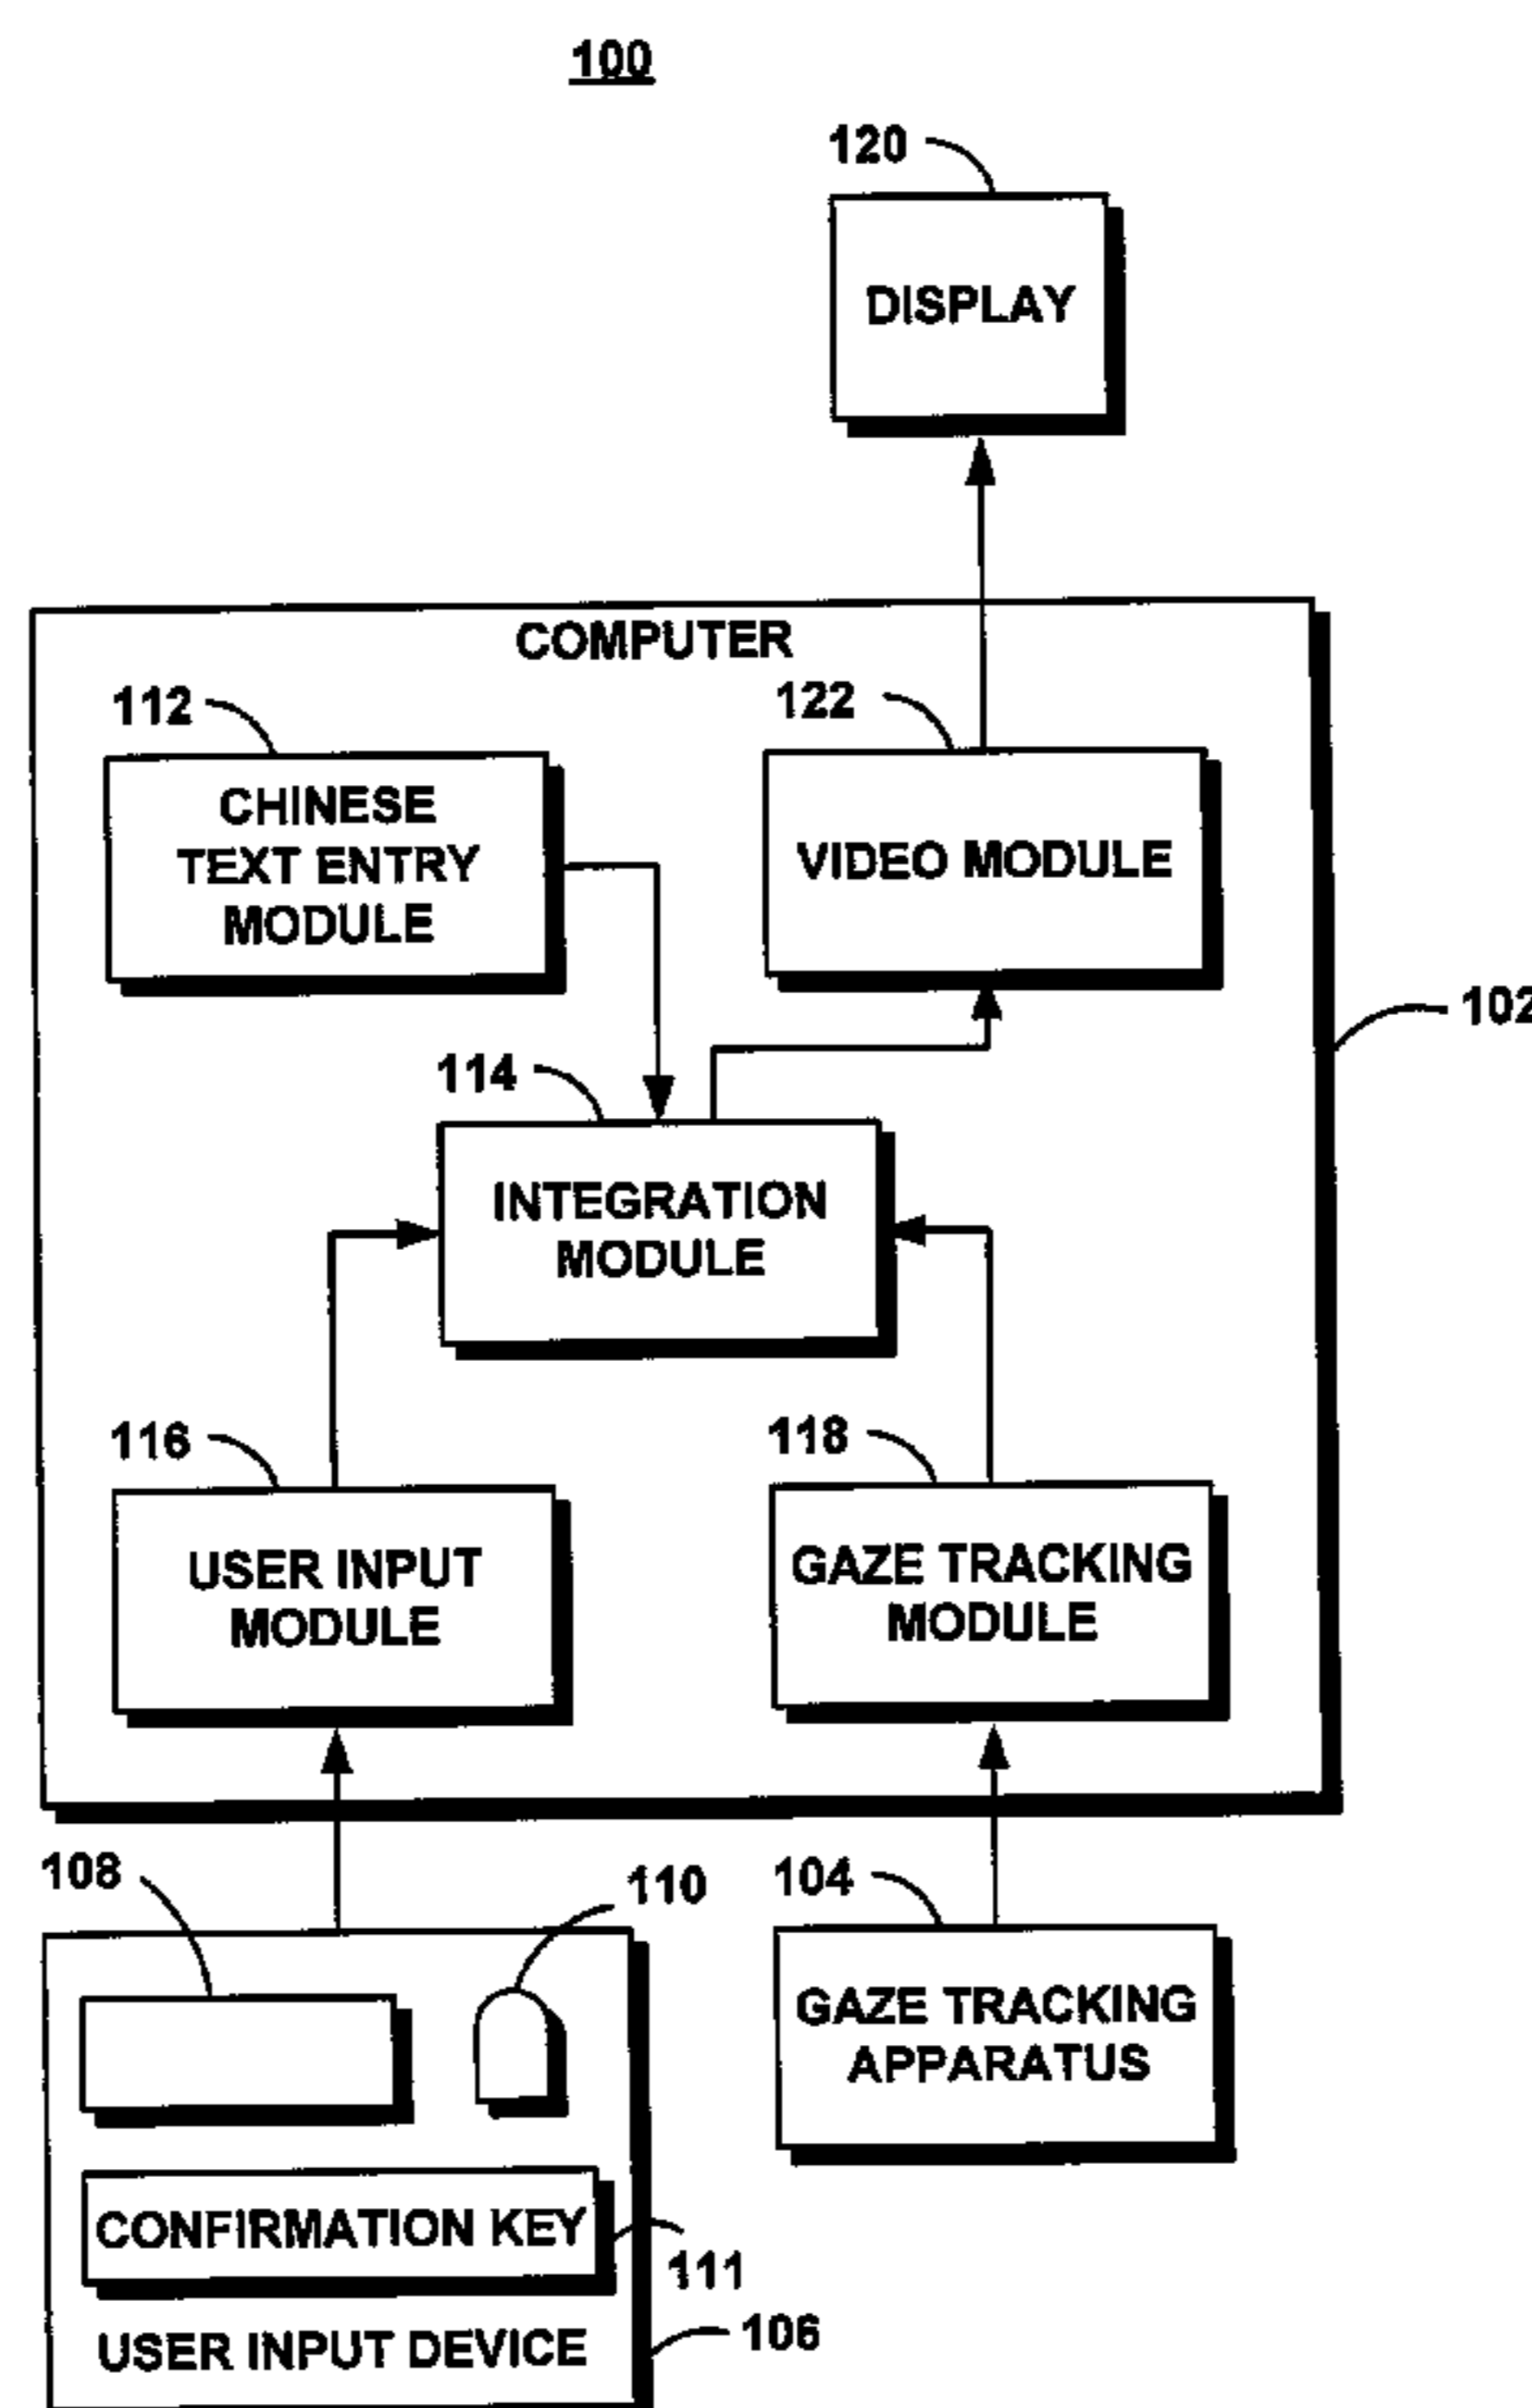 100
120
DISPLAY
COMPUTER
112
122
CHINESE
TEXT ENTRY
MODULE
VIDEO MODULE
102
114
INTEGRATION
MODULE
116
118
USER INPUT
MODULE
GAZE TRACKING
MODULE
108
110
104
GAZE TRACKING
APPARATUS
CONFIRMATION KEY
111
106
USER INPUT DEVICE